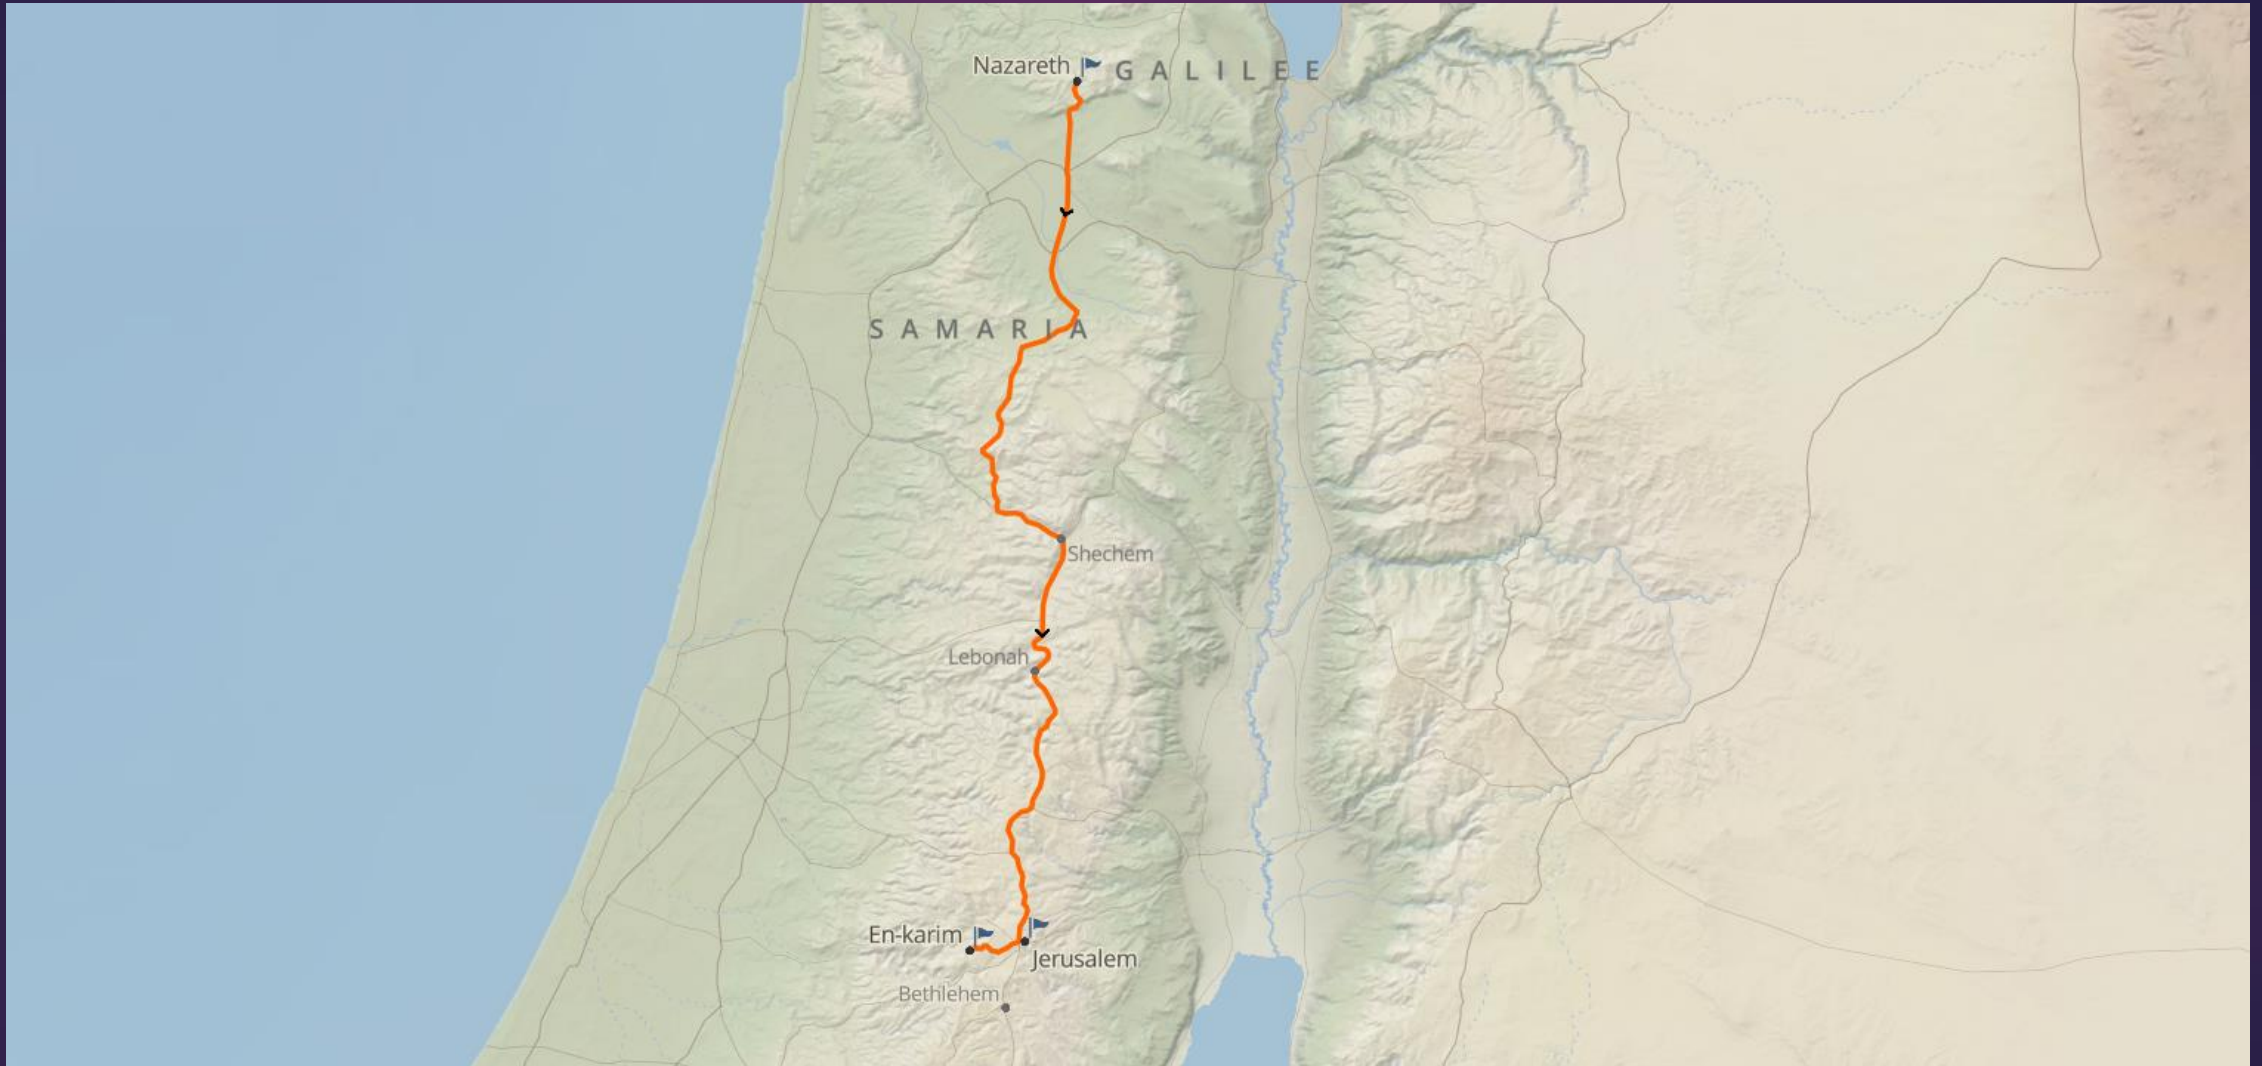 Nazareth
GALILEE
SAMARIA
Shechem
Lebonah
En-karim
Jerusalem
Bethlehem